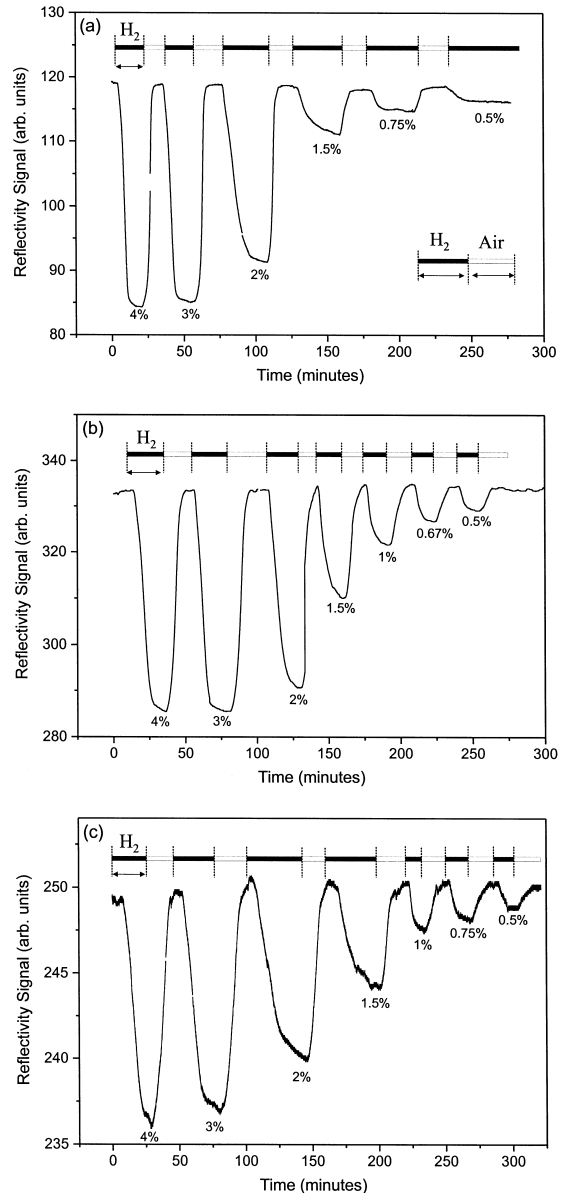 (a)
H₂
130
120
110
100
90
80
Reflectivity Signal (arb. units)
4%
3%
2%
1.5%
0.75%
0.5%
H₂ Air
0 50 100 150 200 250 300
Time (minutes)
(b)
H₂
340
320
300
280
Reflectivity Signal (arb. units)
4%
3%
2%
1.5%
1%
0.67%
0.5%
0 50 100 150 200 250 300
Time (minutes)
(c)
H₂
250
245
240
235
Reflectivity Signal (arb. units)
4%
3%
2%
1.5%
1%
0.75%
0.5%
0 50 100 150 200 250 300
Time (minutes)